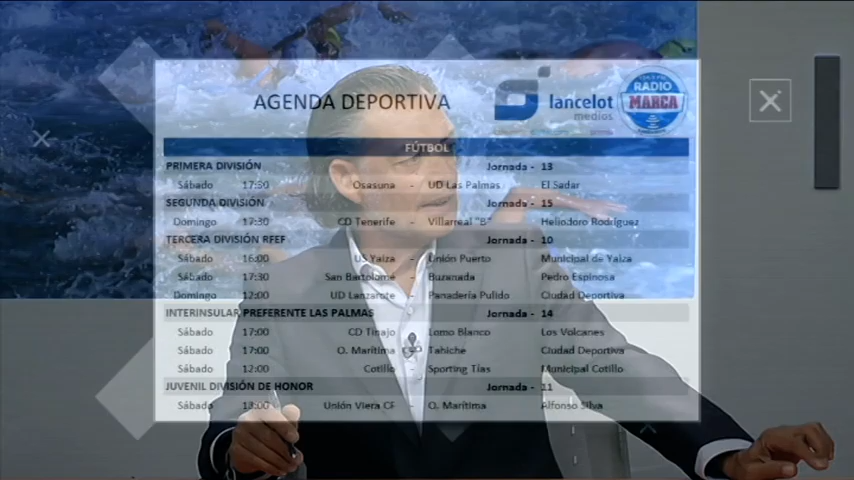 AGENDA DEPORTIVA
lancelot
medios
RADIO
MARCA
FÚTBOL
PRIMERA DIVISIÓN Jornada - 13
Sábado 17:30 Osasuna - UD Las Palmas El Sadar
SEGUNDA DIVISIÓN Jornada - 15
Domingo 17:30 CD Tenerife - Villarreal "B" Heliodoro Rodríguez
TERCERA DIVISIÓN RFEF Jornada - 10
Sábado 16:00 US Yaiza - Unión Puerto Municipal de Yaiza
Sábado 17:30 San Bartolomé - Buzanada Pedro Espinosa
Domingo 12:00 UD Lanzarote - Panadería Pulido Ciudad Deportiva
INTERINSULAR PREFERENTE LAS PALMAS Jornada - 14
Sábado 17:00 CD Tinajo - Lomo Blanco Los Volcanes
Sábado 17:00 O. Marítima - Tahiche Ciudad Deportiva
Sábado 12:00 Cotillo - Sporting Tías Municipal Cotillo
JUVENIL DIVISIÓN DE HONOR Jornada - 11
Sábado 13:00 Unión Viera CF - O. Marítima Alfonso Silva